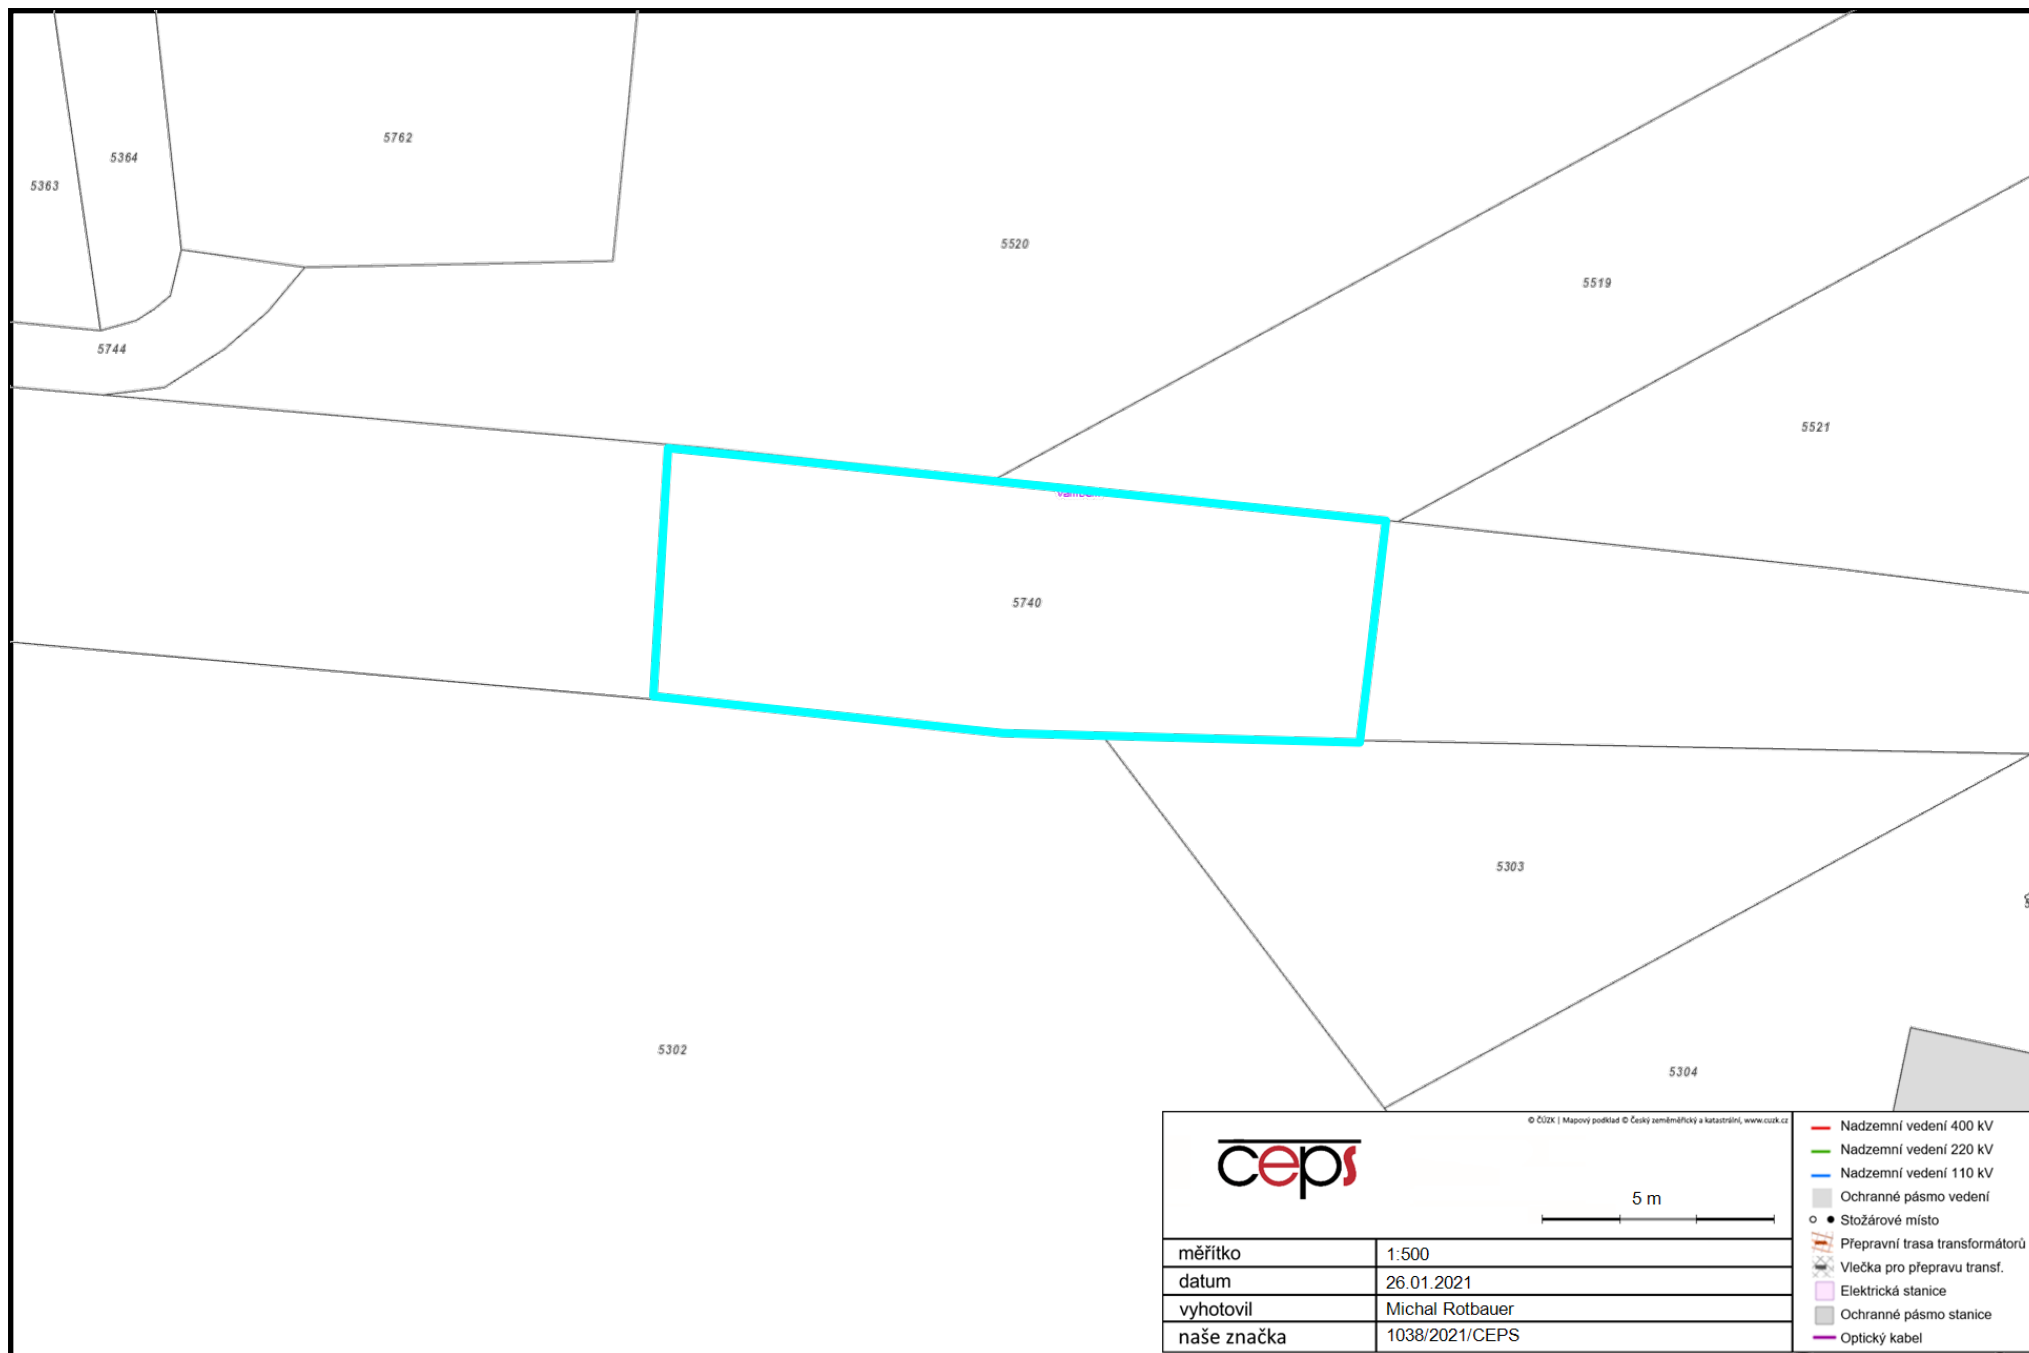 5762
5364
5363
5520
5519
5744
5521
5740
5303
5302
5304
© ČÚZK | Mapový podklad © Český zeměměřický a katastrální, www.cuzk.cz
ceps
5 m
měřítko 1:500
datum 26.01.2021
vyhotovil Michal Rotbauer
naše značka 1038/2021/CEPS
Nadzemní vedení 400 kV
Nadzemní vedení 220 kV
Nadzemní vedení 110 kV
Ochranné pásmo vedení
Stožárové místo
Přepravní trasa transformátorů
Vlečka pro přepravu transf.
Elektrická stanice
Ochranné pásmo stanice
Optický kabel